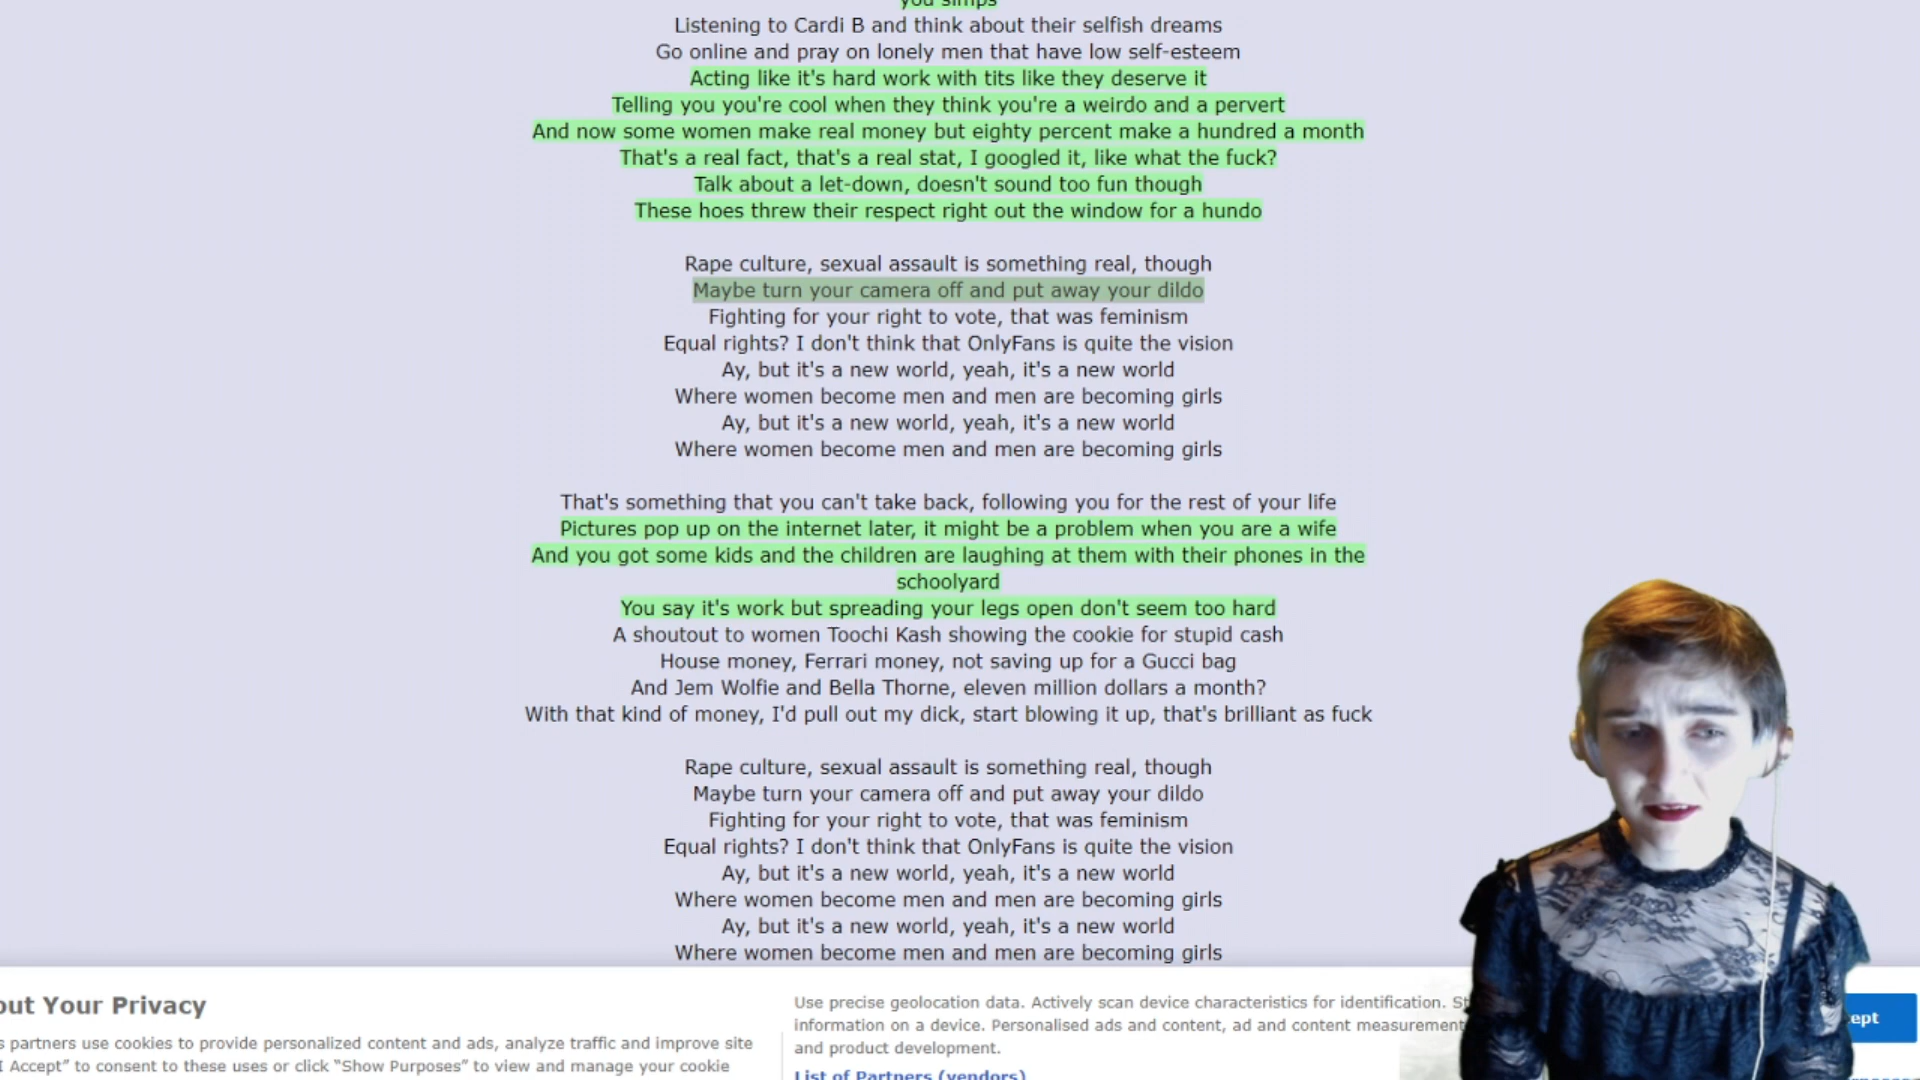 you simps
Listening to Cardi B and think about their selfish dreams
Go online and pray on lonely men that have low self-esteem
Acting like it's hard work with tits like they deserve it
Telling you you're cool when they think you're a weirdo and a pervert
And now some women make real money but eighty percent make a hundred a month
That's a real fact, that's a real stat, I googled it, like what the fuck?
Talk about a let-down, doesn't sound too fun though
These hoes threw their respect right out the window for a hundo
Rape culture, sexual assault is something real, though
Maybe turn your camera off and put away your dildo
Fighting for your right to vote, that was feminism
Equal rights? I don't think that OnlyFans is quite the vision
Ay, but it's a new world, yeah, it's a new world
Where women become men and men are becoming girls
Ay, but it's a new world, yeah, it's a new world
Where women become men and men are becoming girls
That's something that you can't take back, following you for the rest of your life
Pictures pop up on the internet later, it might be a problem when you are a wife
And you got some kids and the children are laughing at them with their phones in the
schoolyard
You say it's work but spreading your legs open don't seem too hard
A shoutout to women Toochi Kash showing the cookie for stupid cash
House money, Ferrari money, not saving up for a Gucci bag
And Jem Wolfie and Bella Thorne, eleven million dollars a month?
With that kind of money, I'd pull out my dick, start blowing it up, that's brilliant as fuck
Rape culture, sexual assault is something real, though
Maybe turn your camera off and put away your dildo
Fighting for your right to vote, that was feminism
Equal rights? I don't think that OnlyFans is quite the vision
Ay, but it's a new world, yeah, it's a new world
Where women become men and men are becoming girls
Ay, but it's a new world, yeah, it's a new world
Where women become men and men are becoming girls
out Your Privacy
s partners use cookies to provide personalized content and ads, analyze traffic and improve site
I Accept” to consent to these uses or click “Show Purposes” to view and manage your cookie
Use precise geolocation data. Actively scan device characteristics for identification. St
information on a device. Personalised ads and content, ad and content measurement
and product development.
List of Partners (vendors)
ept